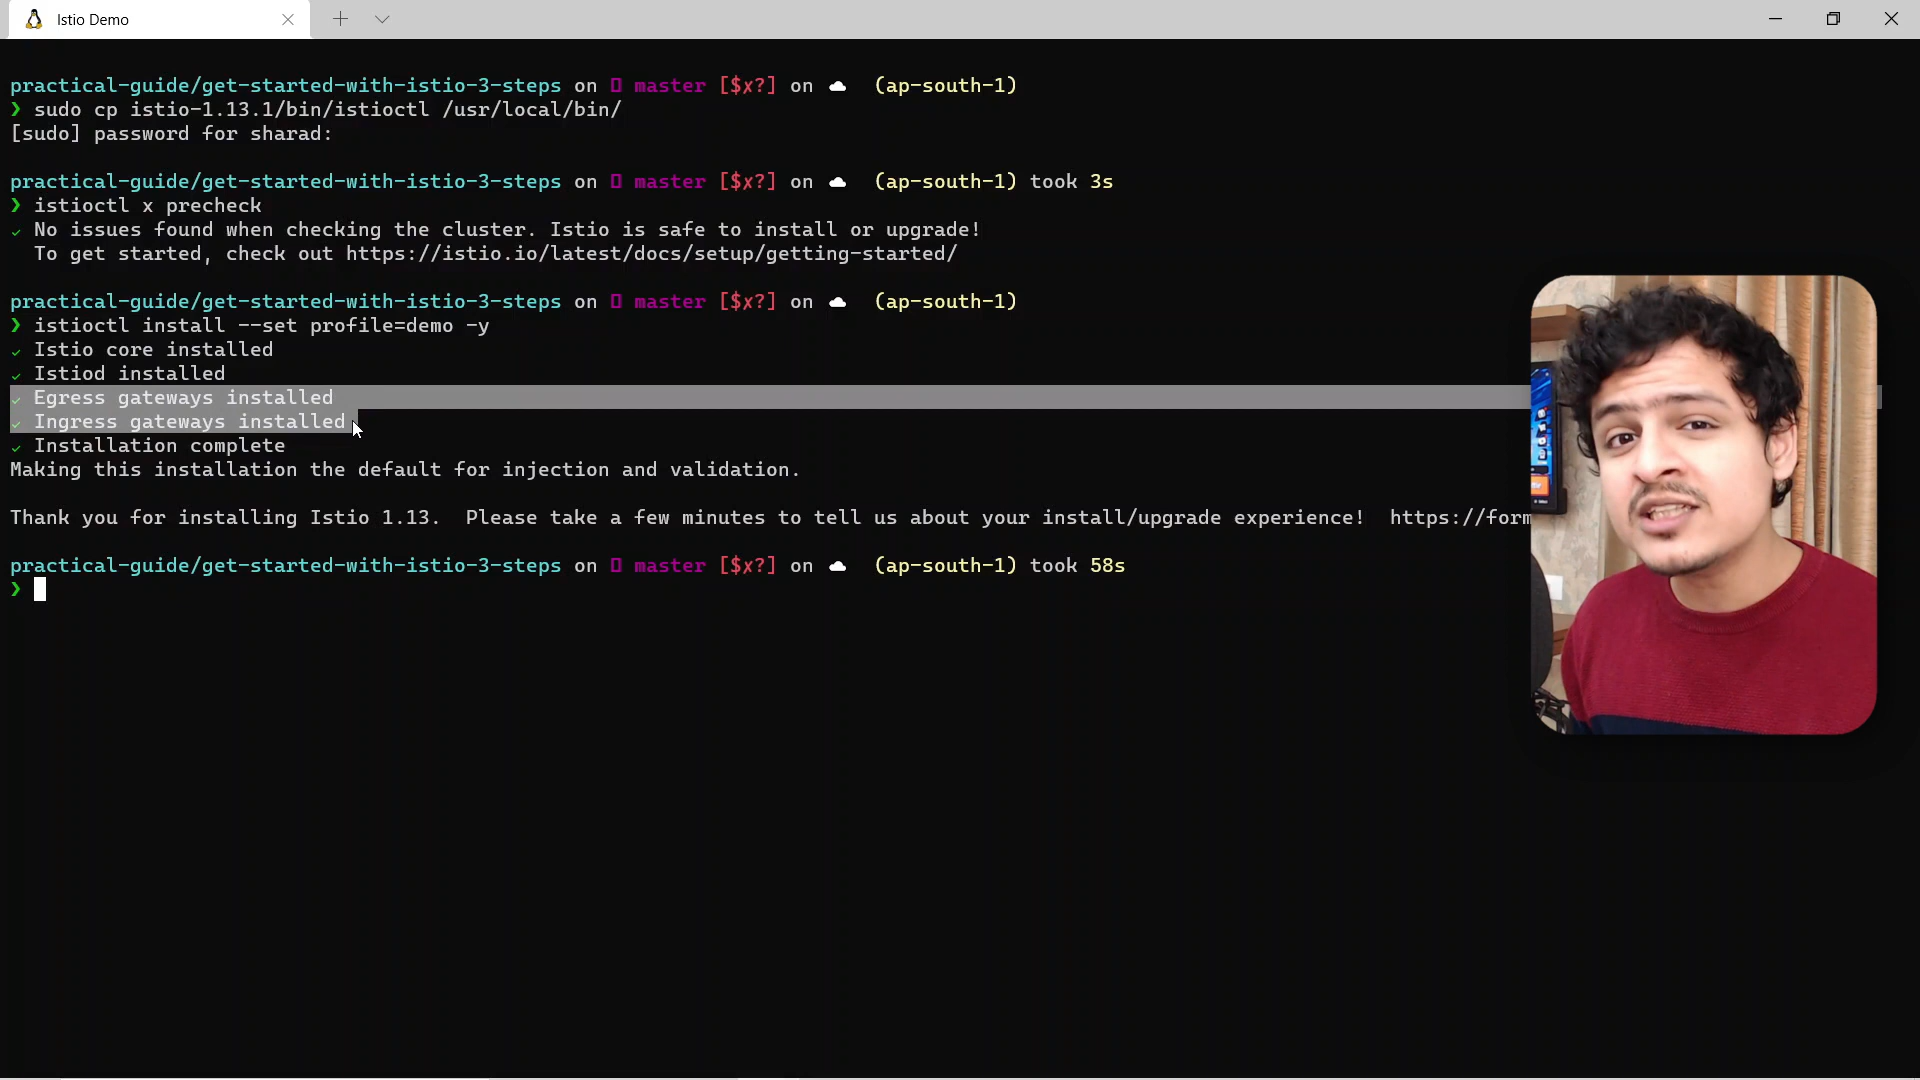 Istio Demo
practical-guide/get-started-with-istio-3-steps on master [$✗?] on ☁ (ap-south-1)
❯ sudo cp istio-1.13.1/bin/istioctl /usr/local/bin/
[sudo] password for sharad:
practical-guide/get-started-with-istio-3-steps on master [$✗?] on ☁ (ap-south-1) took 3s
❯ istioctl x precheck
✓ No issues found when checking the cluster. Istio is safe to install or upgrade!
To get started, check out https://istio.io/latest/docs/setup/getting-started/
practical-guide/get-started-with-istio-3-steps on master [$✗?] on ☁ (ap-south-1)
❯ istioctl install --set profile=demo -y
✓ Istio core installed
✓ Istiod installed
✓ Egress gateways installed
✓ Ingress gateways installed
✓ Installation complete
Making this installation the default for injection and validation.
Thank you for installing Istio 1.13. Please take a few minutes to tell us about your install/upgrade experience! https://form
practical-guide/get-started-with-istio-3-steps on master [$✗?] on ☁ (ap-south-1) took 58s
❯